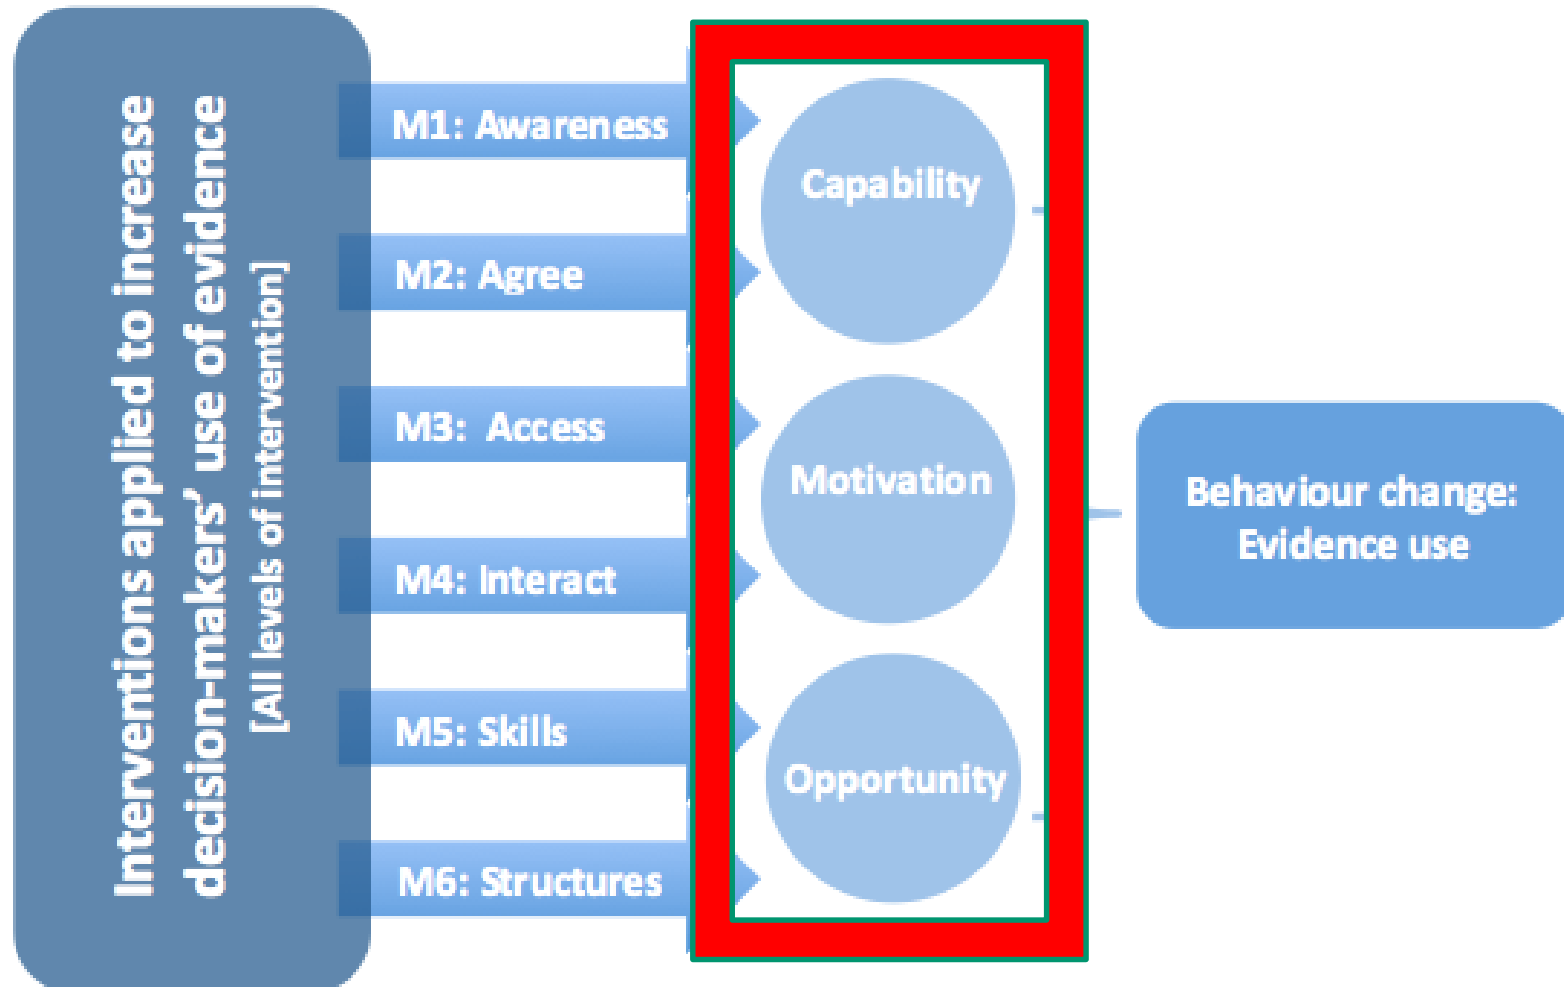 Interventions applied to increase
decision-makers’ use of evidence
[All levels of intervention]
M1: Awareness
M2: Agree
M3: Access
M4: Interact
M5: Skills
M6: Structures
Capability
Motivation
Opportunity
Behaviour change:
Evidence use